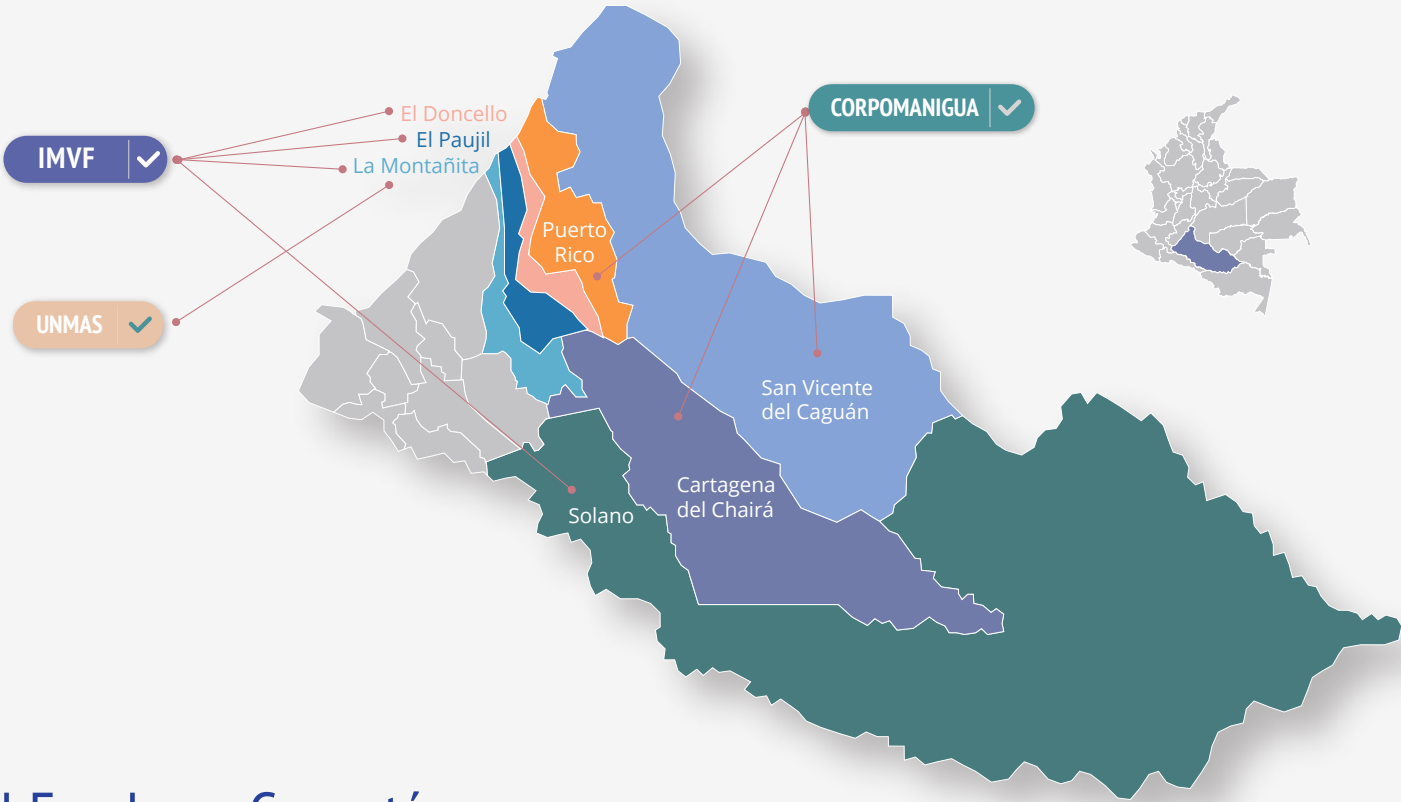 El Doncello
El Paujil
La Montañita
IMVF
CORPOMANIGUA
UNMAS
Puerto
Rico
San Vicente
del Caguán
Cartagena
del Chairá
Solano